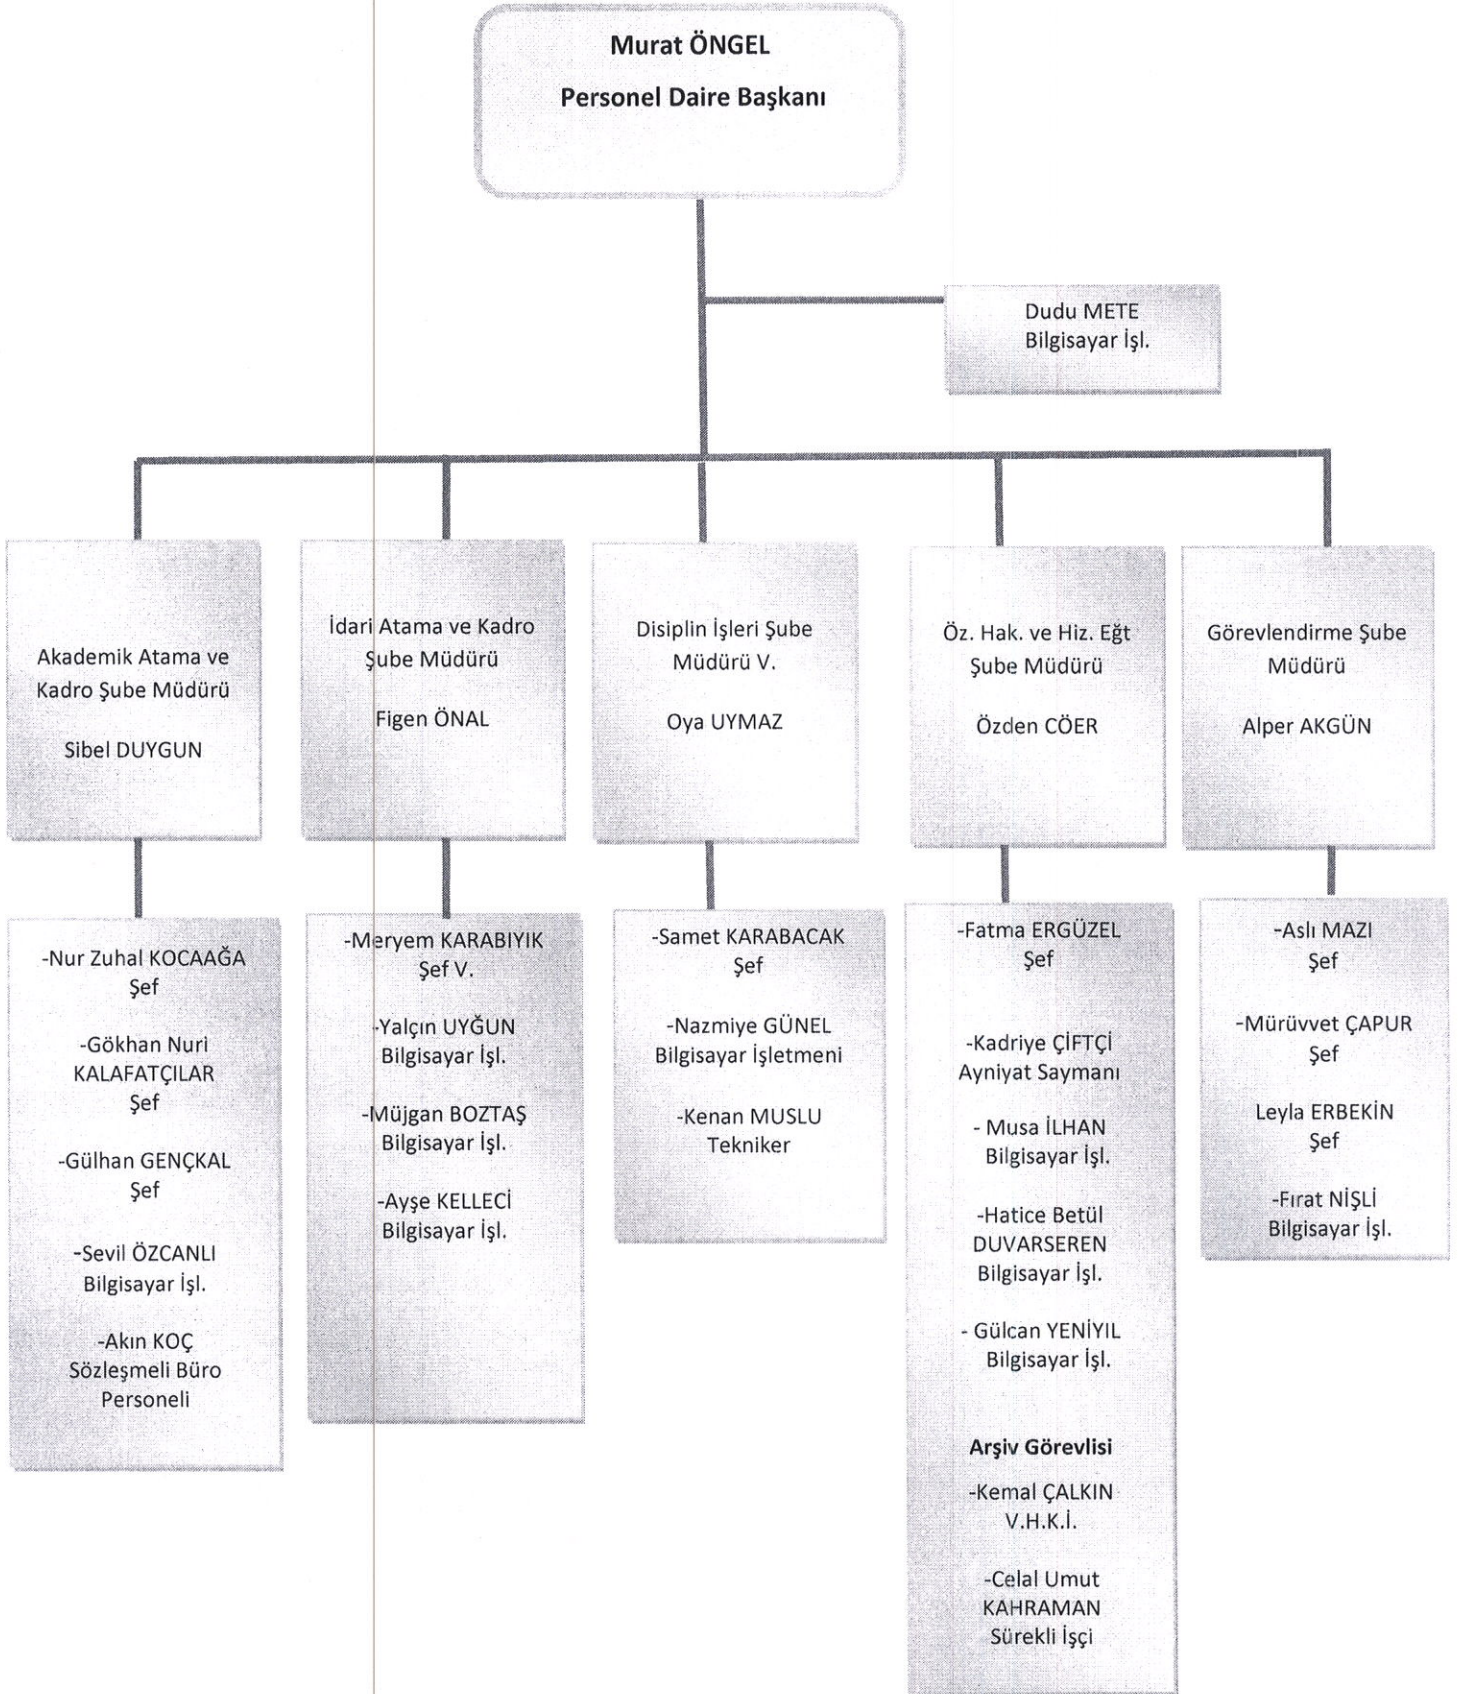 Murat ÖNGEL
Personel Daire Başkanı
Dudu METE
Bilgisayar İşl.
Akademik Atama ve
Kadro Şube Müdürü
Sibel DUYGUN
İdari Atama ve Kadro
Şube Müdürü
Figen ÖNAL
Disiplin İşleri Şube
Müdürü V.
Oya UYMAZ
Öz. Hak. ve Hiz. Eğt
Şube Müdürü
Özden CÖER
Görevlendirme Şube
Müdürü
Alper AKGÜN
-Nur Zuhal KOCAAĞA
Şef
-Gökhan Nuri
KALAFATÇILAR
Şef
-Gülhan GENÇKAL
Şef
-Sevil ÖZCANLI
Bilgisayar İşl.
-Akın KOÇ
Sözleşmeli Büro
Personeli
-Meryem KARABIYIK
Şef V.
-Yalçın UYĞUN
Bilgisayar İşl.
-Müjgan BOZTAŞ
Bilgisayar İşl.
-Ayşe KELLECİ
Bilgisayar İşl.
-Samet KARABACAK
Şef
-Nazmiye GÜNEL
Bilgisayar İşletmeni
-Kenan MUSLU
Tekniker
-Fatma ERGÜZEL
Şef
-Kadriye ÇİFTÇİ
Ayniyat Saymanı
- Musa İLHAN
Bilgisayar İşl.
-Hatice Betül
DUVARSEREN
Bilgisayar İşl.
- Gülcan YENİYIL
Bilgisayar İşl.
Arşiv Görevlisi
-Kemal ÇALKIN
V.H.K.İ.
-Celal Umut
KAHRAMAN
Sürekli İşçi
-Aslı MAZI
Şef
-Mürüvvet ÇAPUR
Şef
Leyla ERBEKİN
Şef
-Fırat NİŞLİ
Bilgisayar İşl.